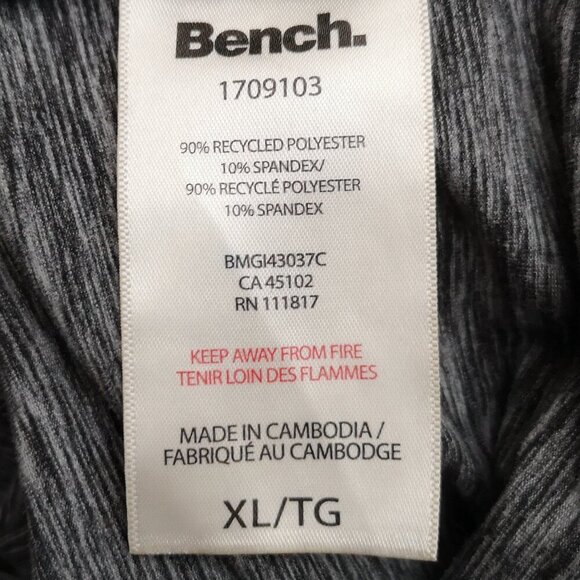 Bench.
1709103
90% RECYCLED POLYESTER
10% SPANDEX/
90% RECYCLÉ POLYESTER
10% SPANDEX
BMGI43037C
CA 45102
RN 111817
KEEP AWAY FROM FIRE
TENIR LOIN DES FLAMMES
MADE IN CAMBODIA /
FABRIQUÉ AU CAMBODGE
XL/TG